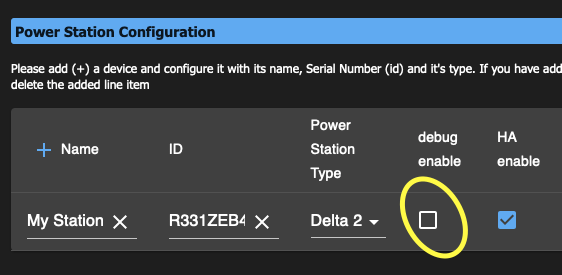 Power Station Configuration
Please add (+) a device and configure it with its name, Serial Number (id) and it's type. If you have add
delete the added line item
+ Name ID Power Station Type debug enable HA enable
My Station R331ZEB4 Delta 2